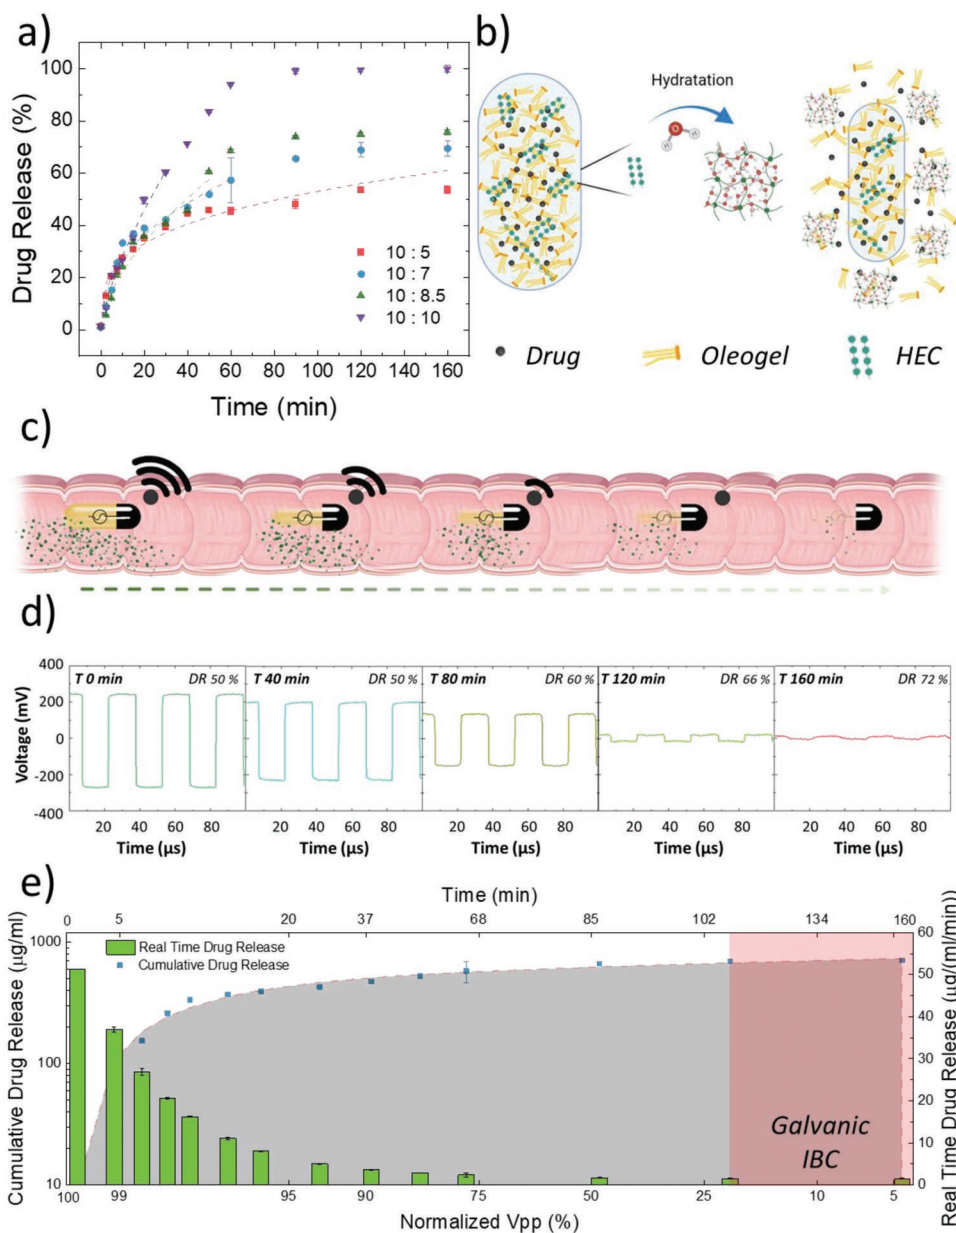 a)
Drug Release (%)
100
80
60
40
20
0
10 : 5
10 : 7
10 : 8.5
10 : 10
0 20 40 60 80 100 120 140 160
Time (min)
b)
Hydratation
O
H H
Drug Oleogel HEC
c)
d)
Voltage (mV)
400
200
0
-200
-400
T 0 min DR 50 %
T 40 min DR 50 %
T 80 min DR 60 %
T 120 min DR 66 %
T 160 min DR 72 %
20 40 60 80 20 40 60 80 20 40 60 80 20 40 60 80 20 40 60 80
Time (µs) Time (µs) Time (µs) Time (µs) Time (µs)
e)
Time (min)
0 5 20 37 68 85 102 134 160
Cumulative Drug Release (µg/ml)
1000
100
10
Real Time Drug Release
Cumulative Drug Release
Galvanic
IBC
60
50
40
30
20
10
0
Real Time Drug Release (µg/(ml/min))
100 99 95 90 75 50 25 10 5
Normalized Vpp (%)